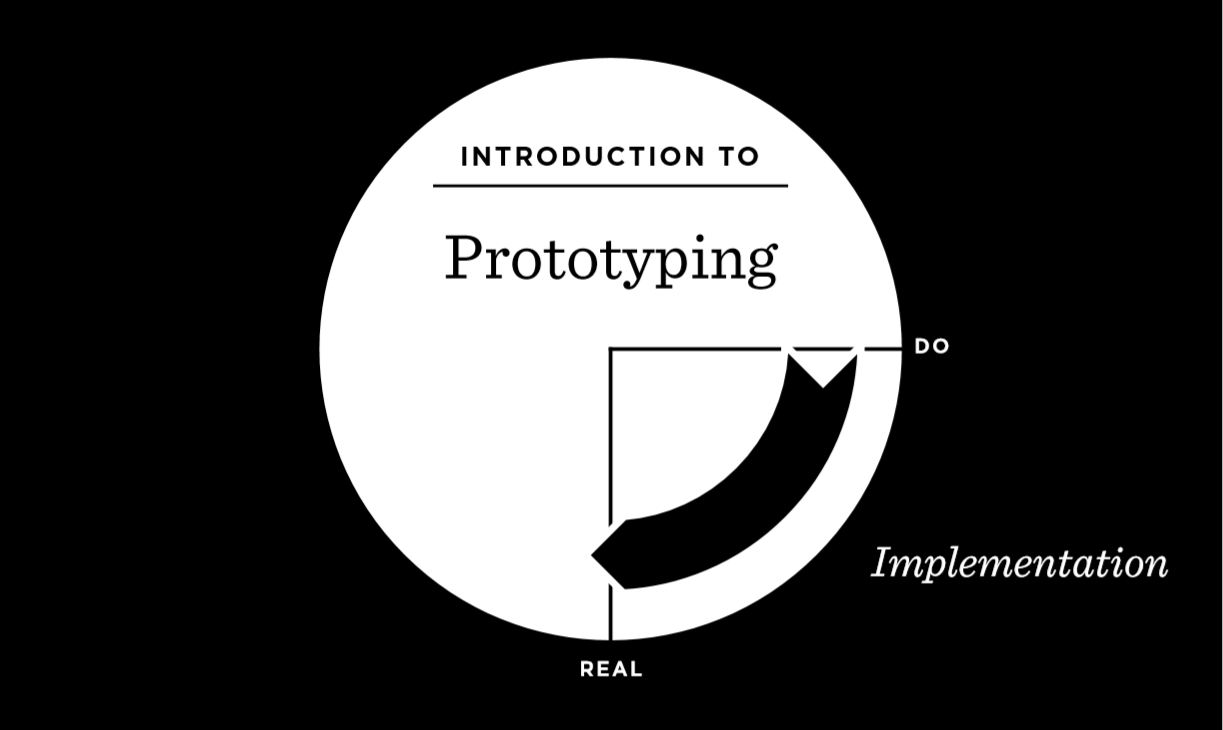 INTRODUCTION TO
Prototyping
DO
Implementation
REAL